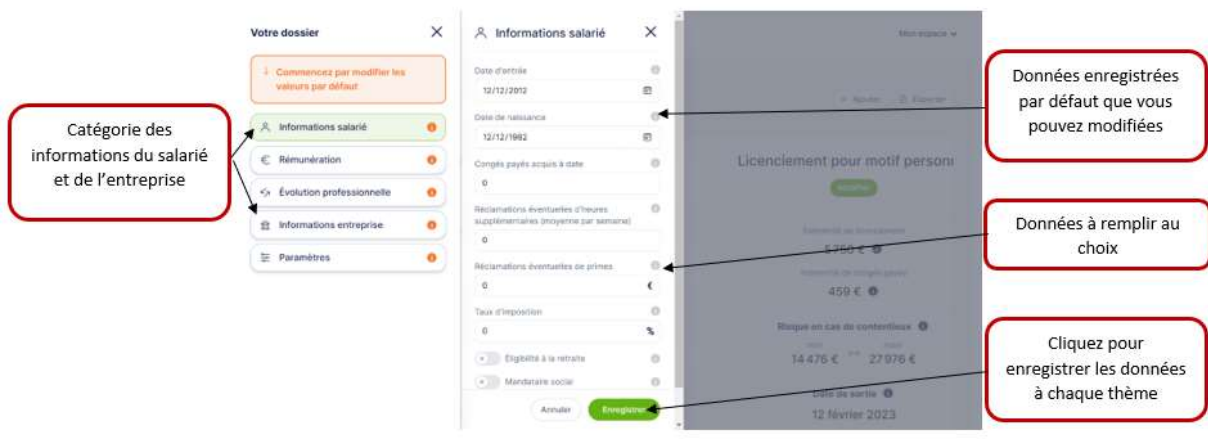 Catégorie des
informations du salarié
et de l'entreprise
Votre dossier
Commencez par modifier les
valeurs par défaut
Informations salarié
Rémunération
Évolution professionnelle
Informations entreprise
Paramètres
Informations salarié
Date d'entrée
12/12/2012
Date de naissance
12/12/1982
Congés payés acquis à date
0
Réclamations éventuelles d'heures
supplémentaires (moyenne par semaine)
0
Réclamations éventuelles de primes
0 €
Taux d'imposition
0 %
Éligibilité à la retraite
Mandataire social
Annuler Enregistrer
Mon espace
Ajouter
Licenciement pour motif personn
Modifier
Indemnité de licenciement
5 750 €
Indemnité de congés payés
459 €
Risque en cas de contentieux
14 476 € 27 976 €
Date de sortie
12 février 2023
Données enregistrées
par défaut que vous
pouvez modifiées
Données à remplir au
choix
Cliquez pour
enregistrer les données
à chaque thème